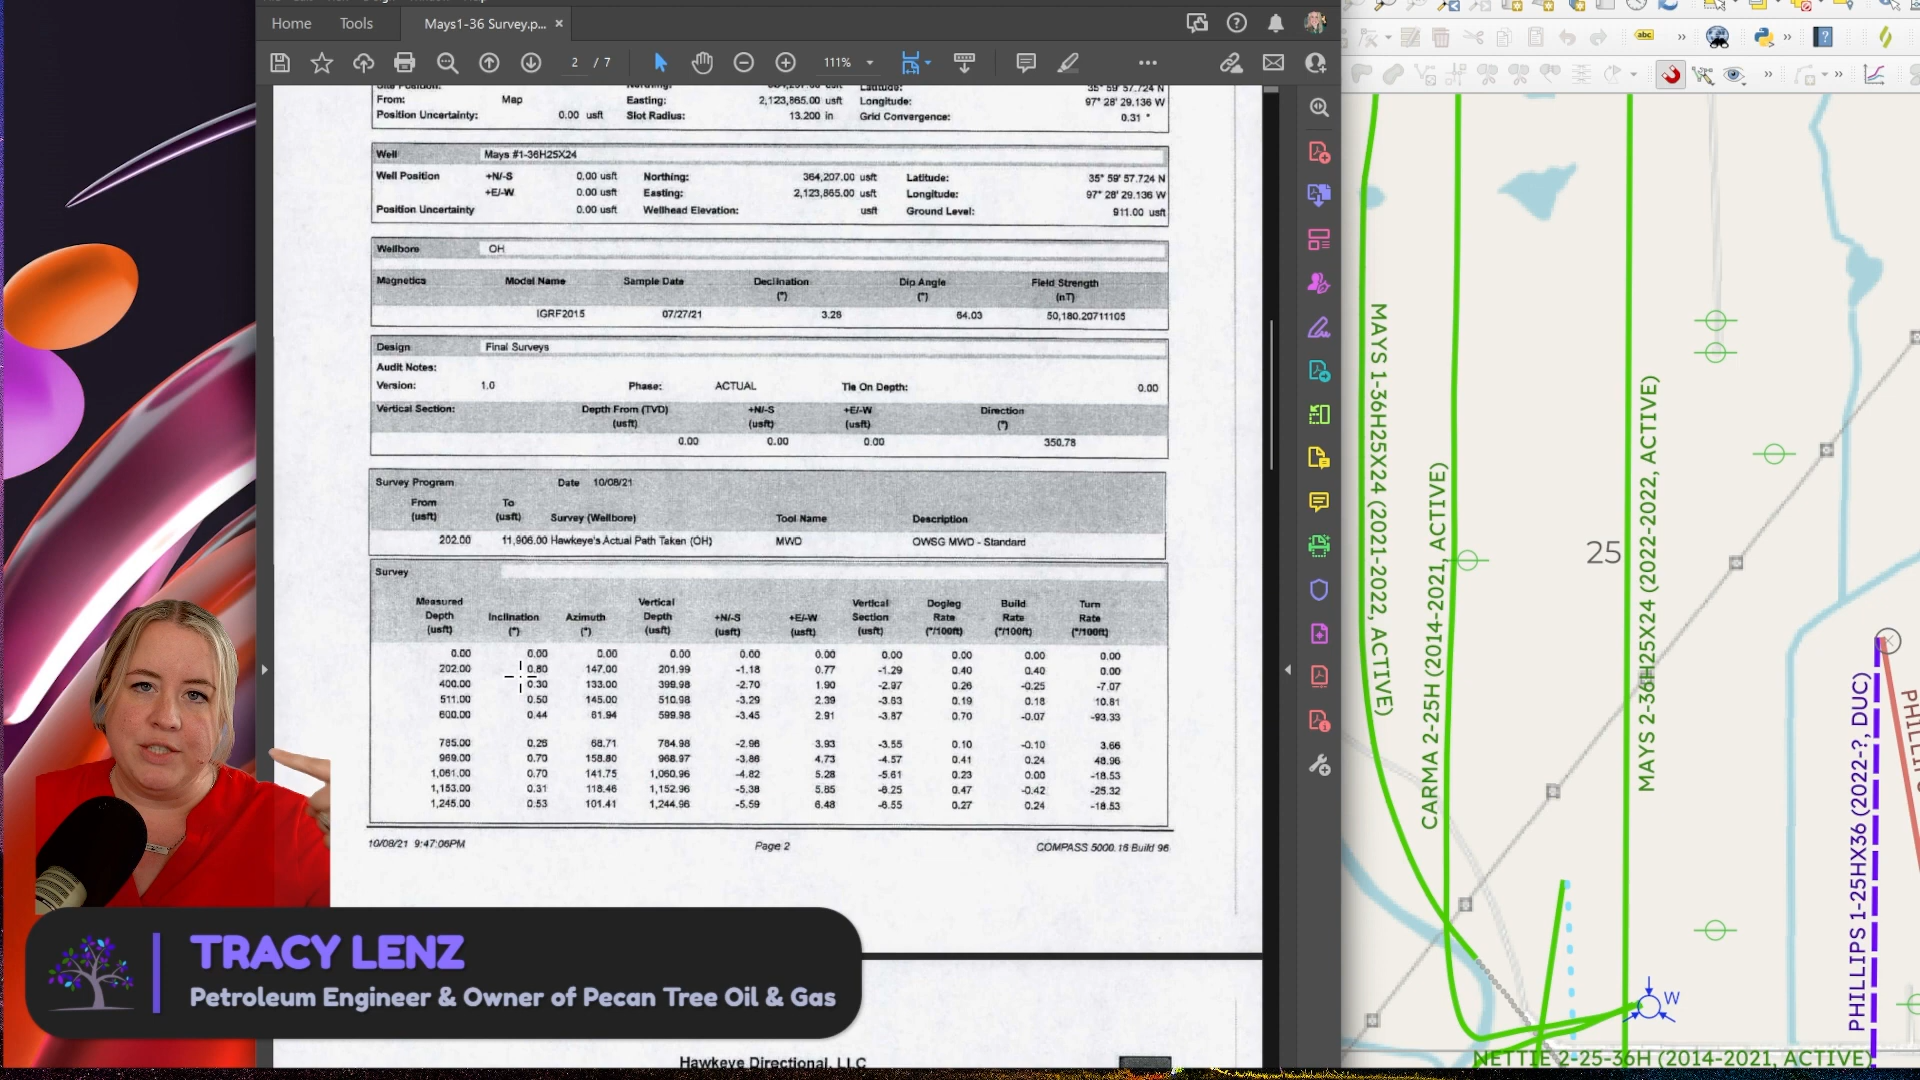 Home Tools Mays1-36 Survey.p... ×
2 / 7 111%
From: Map Easting: 2,123,865.00 usft Longitude: 97° 28' 29.136 W
Position Uncertainty: 0.00 usft Slot Radius: 13.200 in Grid Convergence: 0.31 °
Well Mays #1-36H25X24
Well Position +N/-S 0.00 usft Northing: 364,207.00 usft Latitude: 35° 59' 57.724 N
+E/-W 0.00 usft Easting: 2,123,865.00 usft Longitude: 97° 28' 29.136 W
Position Uncertainty 0.00 usft Wellhead Elevation: usft Ground Level: 911.00 usft
Wellbore OH
Magnetics Model Name Sample Date Declination Dip Angle Field Strength
(°) (°) (nT)
IGRF2015 07/27/21 3.28 64.03 50,180.20711105
Design Final Surveys
Audit Notes:
Version: 1.0 Phase: ACTUAL Tie On Depth: 0.00
Vertical Section: Depth From (TVD) +N/-S +E/-W Direction
(usft) (usft) (usft) (°)
0.00 0.00 0.00 350.78
Survey Program Date 10/08/21
From To
(usft) (usft) Survey (Wellbore) Tool Name Description
202.00 11,906.00 Hawkeye's Actual Path Taken (OH) MWD OWSG MWD - Standard
Survey
Measured Vertical Vertical Dogleg Build Turn
Depth Inclination Azimuth Depth +N/-S +E/-W Section Rate Rate Rate
(usft) (°) (°) (usft) (usft) (usft) (usft) (°/100ft) (°/100ft) (°/100ft)
0.00 0.00 0.00 0.00 0.00 0.00 0.00 0.00 0.00 0.00
202.00 0.80 147.00 201.99 -1.18 0.77 -1.29 0.40 0.40 0.00
400.00 0.30 133.00 399.98 -2.70 1.90 -2.97 0.26 -0.25 -7.07
511.00 0.50 145.00 510.98 -3.29 2.39 -3.63 0.19 0.18 10.81
600.00 0.44 61.94 599.98 -3.45 2.91 -3.87 0.70 -0.07 -93.33
785.00 0.26 68.71 784.98 -2.96 3.93 -3.55 0.10 -0.10 3.66
969.00 0.70 158.80 968.97 -3.86 4.73 -4.57 0.41 0.24 48.96
1,061.00 0.70 141.75 1,060.96 -4.82 5.28 -5.61 0.23 0.00 -18.53
1,153.00 0.31 118.46 1,152.96 -5.38 5.85 -6.25 0.47 -0.42 -25.32
1,245.00 0.53 101.41 1,244.96 -5.59 6.48 -6.55 0.27 0.24 -18.53
10/08/21 9:47:06PM Page 2 COMPASS 5000.16 Build 96
Hawkeye Directional, LLC
TRACY LENZ
Petroleum Engineer & Owner of Pecan Tree Oil & Gas
abc
MAYS 1-36H25X24 (2021-2022, ACTIVE)
CARMA 2-25H (2014-2021, ACTIVE)
25
MAYS 2-36H25X24 (2022-2022, ACTIVE)
PHILLIPS 1-25HX36 (2022-?, DUC)
W
NETTIE 2-25-36H (2014-2021, ACTIVE)